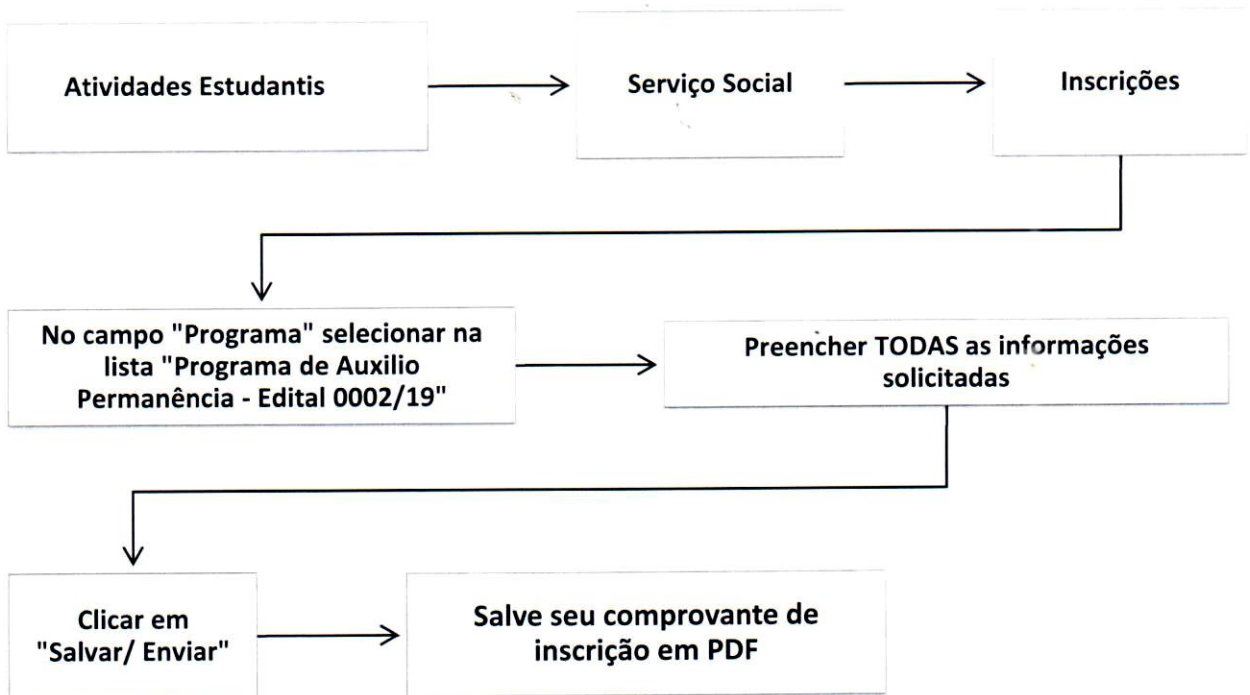 Atividades Estudantis
Serviço Social
Inscrições
No campo "Programa" selecionar na
lista "Programa de Auxilio
Permanência - Edital 0002/19"
Preencher TODAS as informações
solicitadas
Clicar em
"Salvar/ Enviar"
Salve seu comprovante de
inscrição em PDF